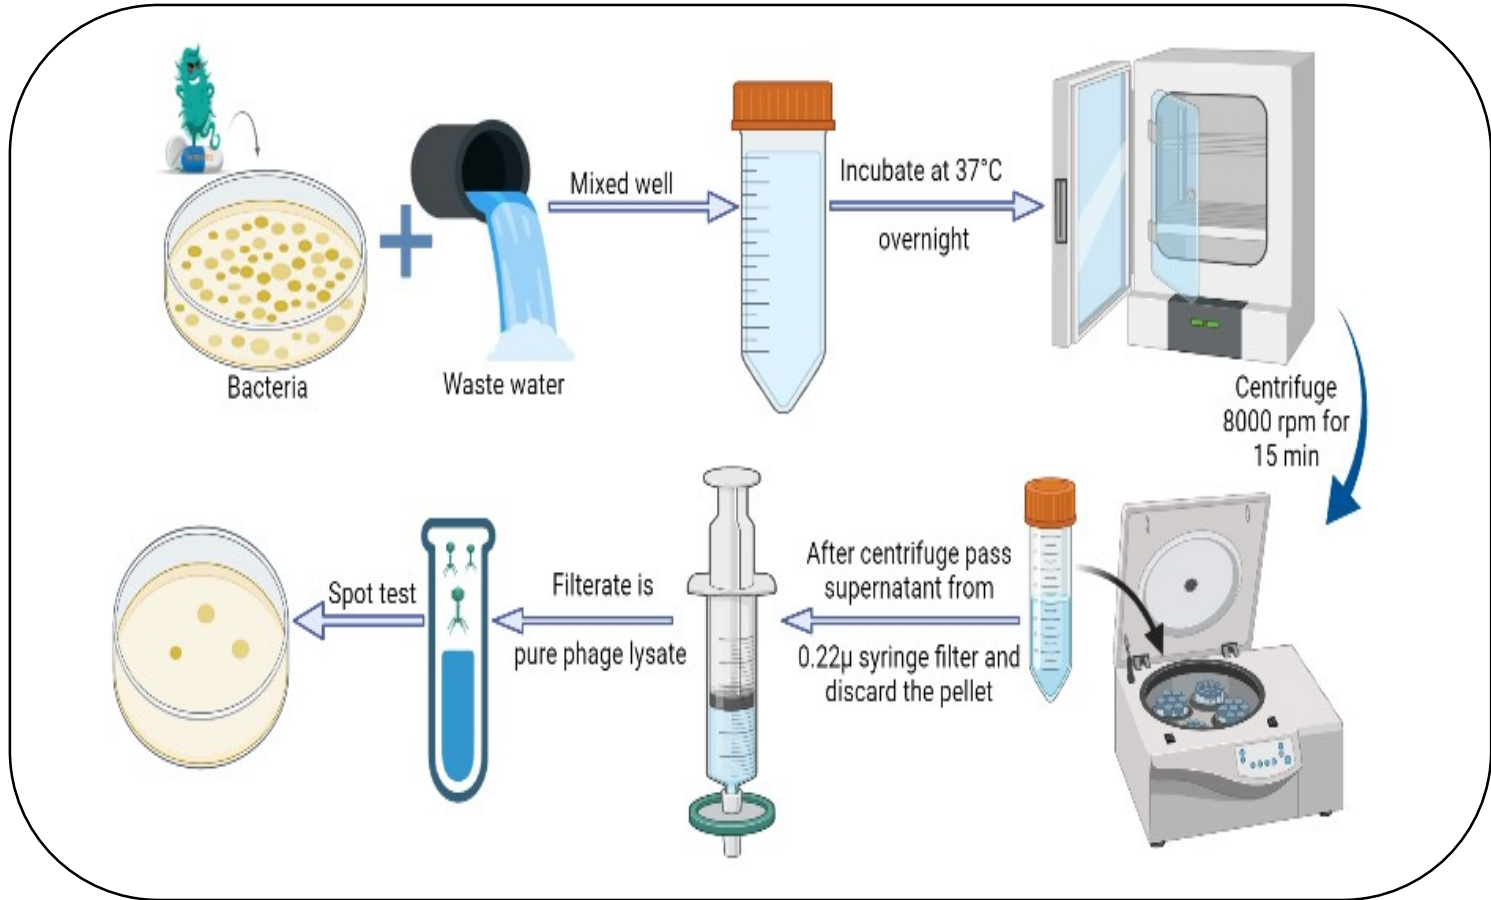 Bacteria
Waste water
Mixed well
Incubate at 37°C
overnight
Centrifuge
8000 rpm for
15 min
After centrifuge pass
supernatant from
0.22µ syringe filter and
discard the pellet
Filterate is
pure phage lysate
Spot test